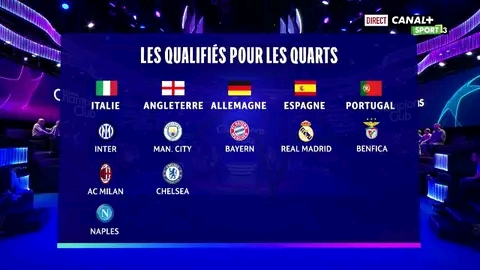 DIRECT CANAL+
SPORT 3
LES QUALIFIÉS POUR LES QUARTS
ITALIE ANGLETERRE ALLEMAGNE ESPAGNE PORTUGAL
INTER MAN. CITY BAYERN REAL MADRID BENFICA
AC MILAN CHELSEA
NAPLES